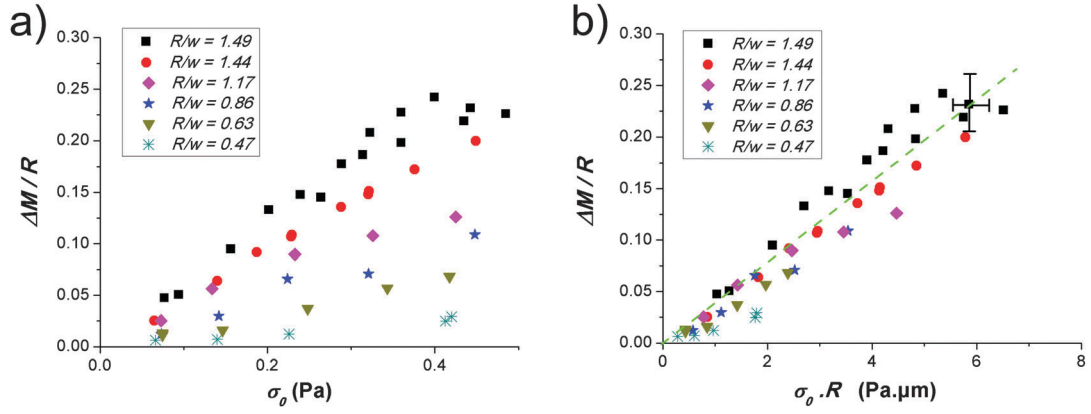 a)
ΔM / R
0.30
0.25
0.20
0.15
0.10
0.05
0.00
R/w = 1.49
R/w = 1.44
R/w = 1.17
R/w = 0.86
R/w = 0.63
R/w = 0.47
0.0 0.2 0.4
σ₀ (Pa)
b)
ΔM / R
0.30
0.25
0.20
0.15
0.10
0.05
0.00
R/w = 1.49
R/w = 1.44
R/w = 1.17
R/w = 0.86
R/w = 0.63
R/w = 0.47
0 2 4 6 8
σ₀ .R (Pa.µm)